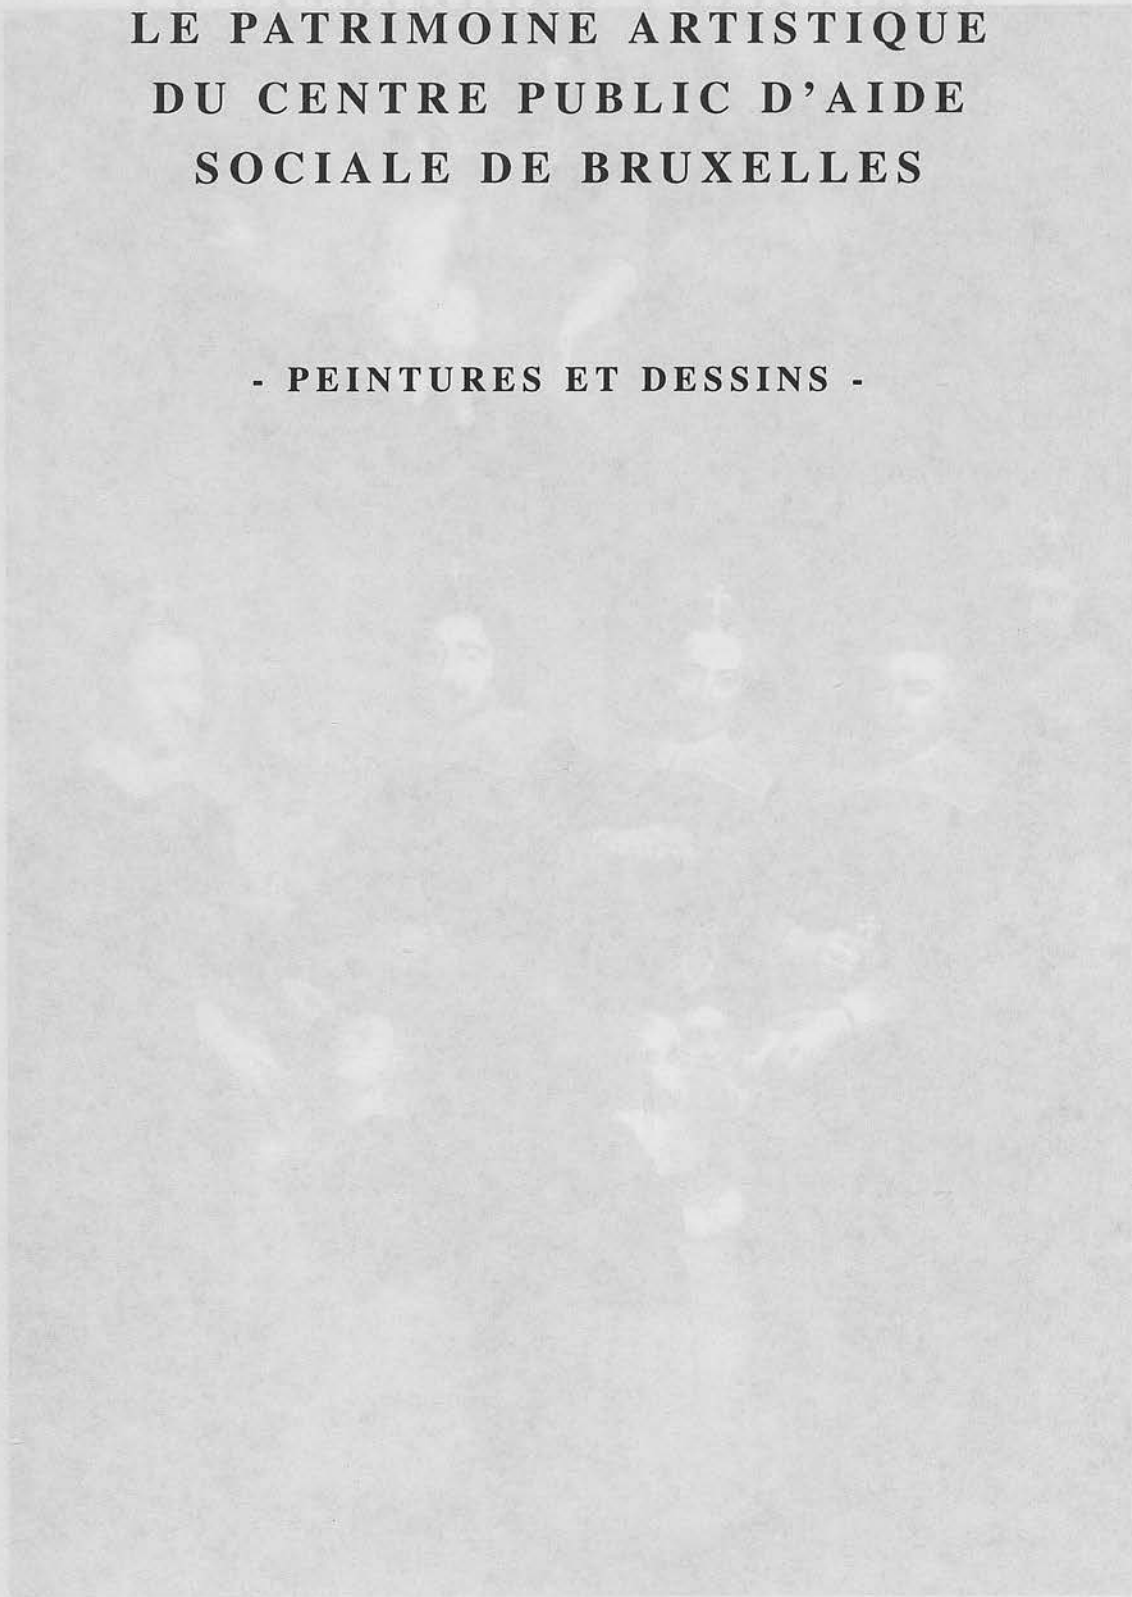 LE PATRIMOINE ARTISTIQUE
DU CENTRE PUBLIC D'AIDE
SOCIALE DE BRUXELLES
- PEINTURES ET DESSINS -